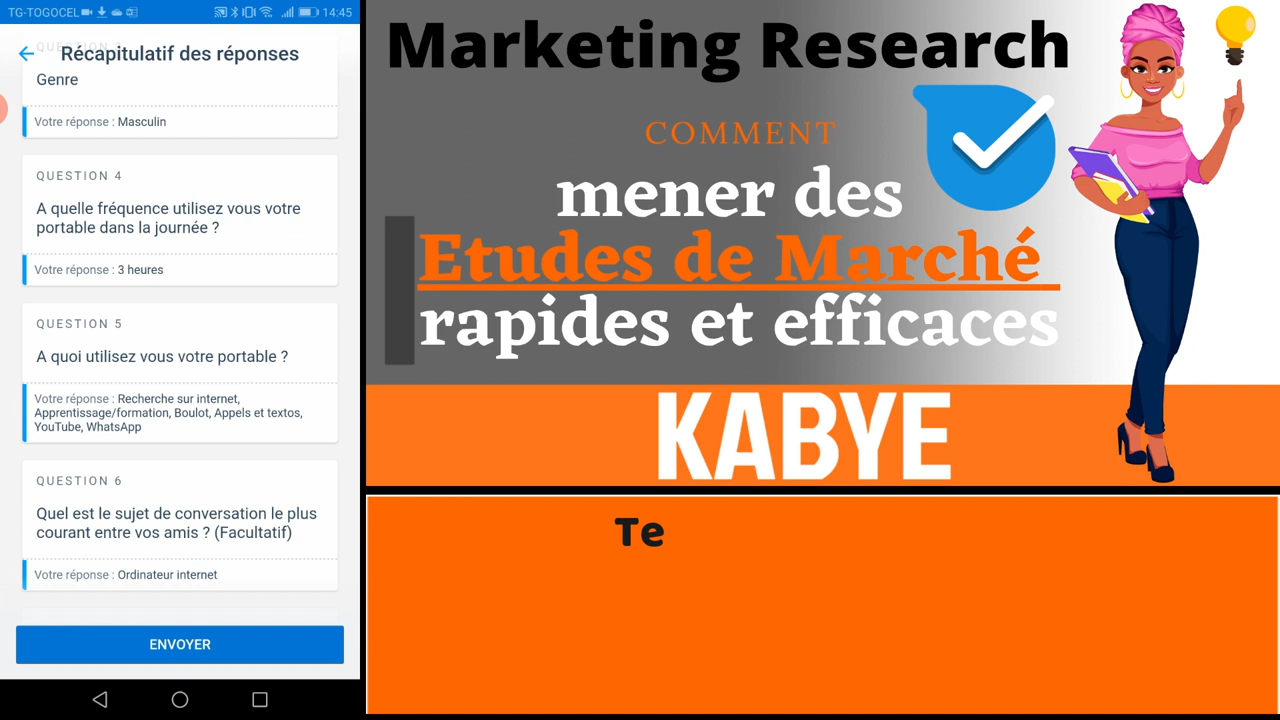 TG-TOGOCEL
14:45
Récapitulatif des réponses
Genre
Votre réponse : Masculin
QUESTION 4
A quelle fréquence utilisez vous votre
portable dans la journée ?
Votre réponse : 3 heures
QUESTION 5
A quoi utilisez vous votre portable ?
Votre réponse : Recherche sur internet,
Apprentissage/formation, Boulot, Appels et textos,
YouTube, WhatsApp
QUESTION 6
Quel est le sujet de conversation le plus
courant entre vos amis ? (Facultatif)
Votre réponse : Ordinateur internet
ENVOYER
Marketing Research
COMMENT
mener des
Etudes de Marché
rapides et efficaces
KABYE
Te